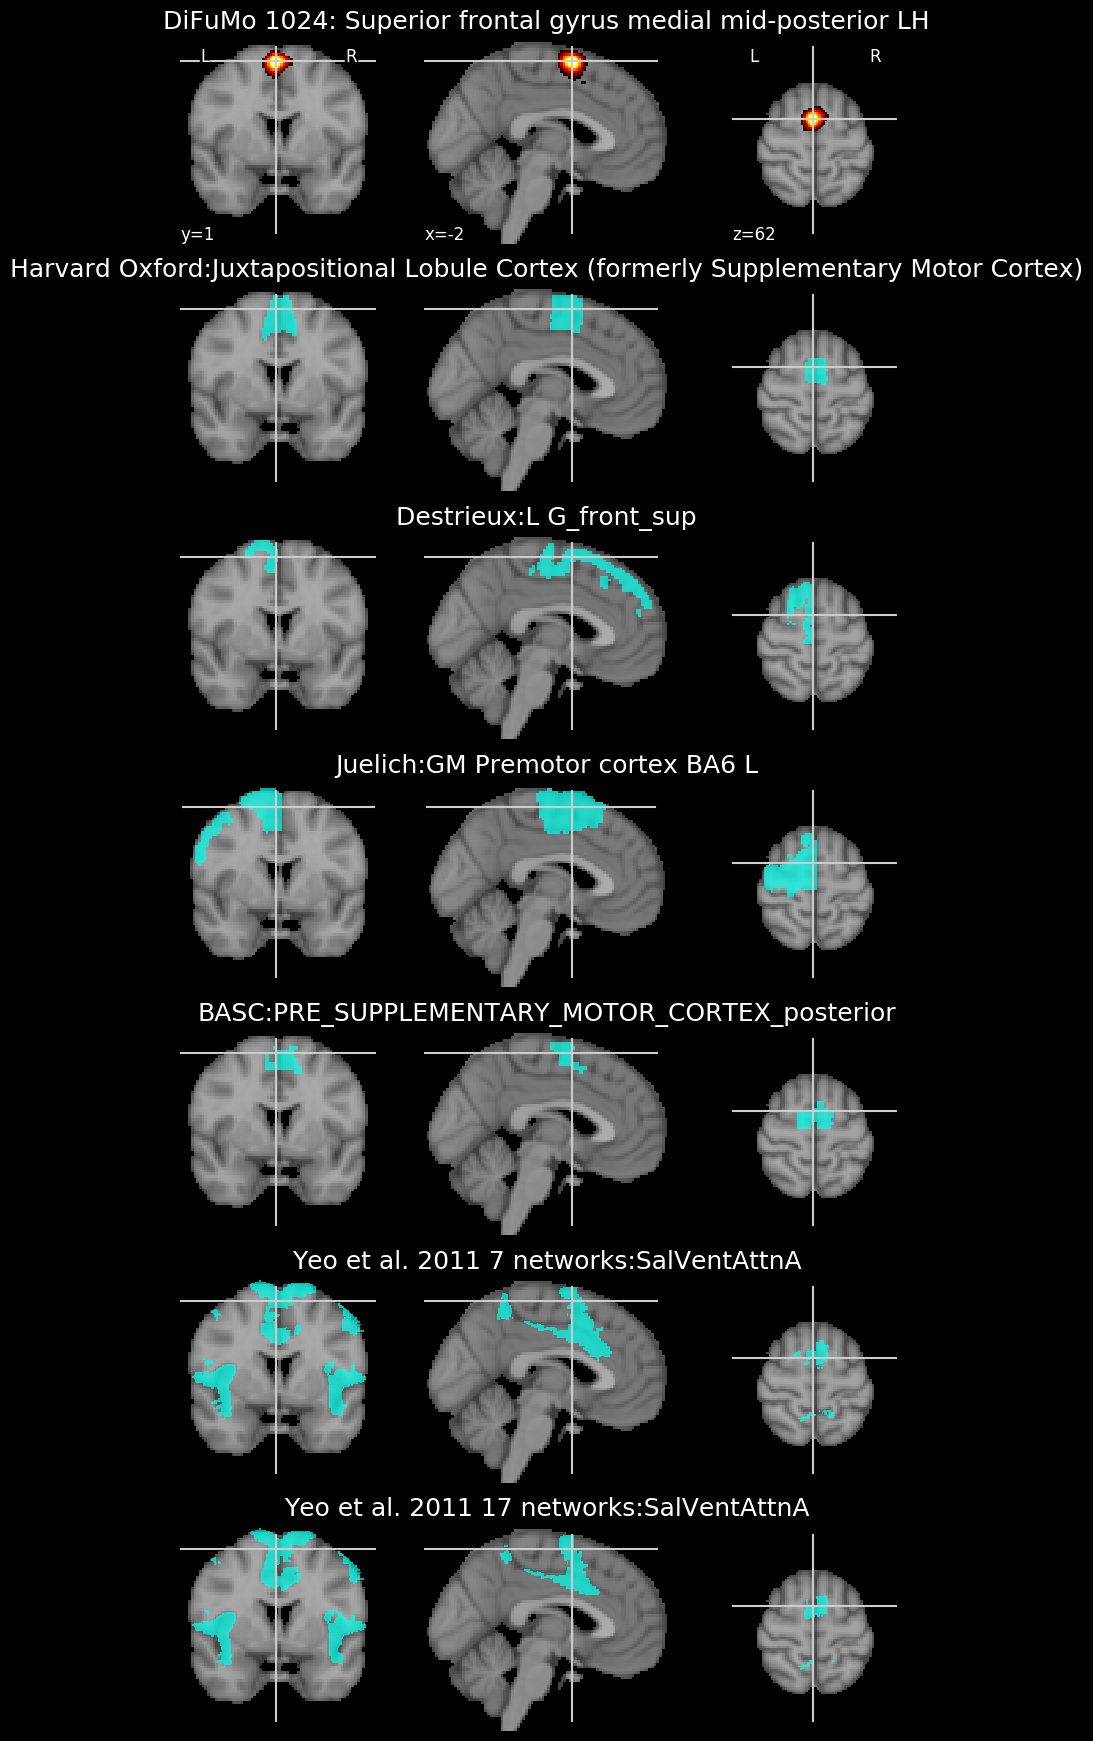 DiFuMo 1024: Superior frontal gyrus medial mid-posterior LH
L R L R
y=1 x=-2 z=62
Harvard Oxford:Juxtapositional Lobule Cortex (formerly Supplementary Motor Cortex)
Destrieux:L G_front_sup
Juelich:GM Premotor cortex BA6 L
BASC:PRE_SUPPLEMENTARY_MOTOR_CORTEX_posterior
Yeo et al. 2011 7 networks:SalVentAttnA
Yeo et al. 2011 17 networks:SalVentAttnA